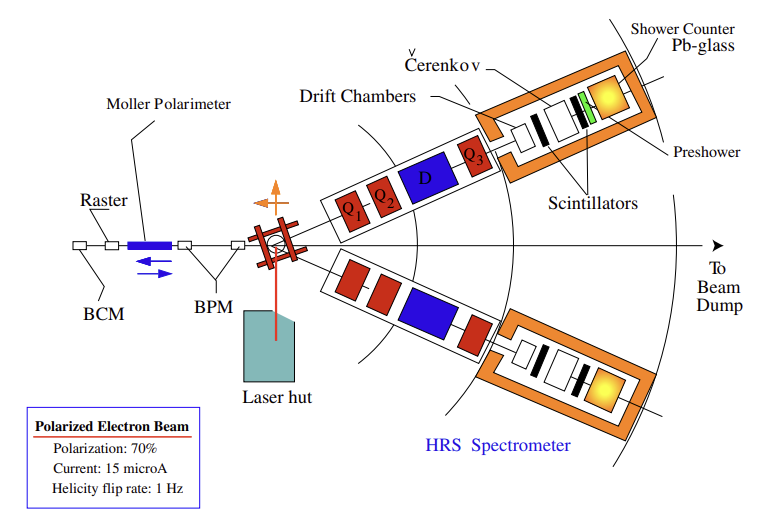 Shower Counter
Pb-glass
Čerenkov
Drift Chambers
Moller Polarimeter
Q3
Preshower
D
Q2
Q1
Raster
Scintillators
To
Beam
Dump
BCM
BPM
Laser hut
Polarized Electron Beam
Polarization: 70%
Current: 15 microA
Helicity flip rate: 1 Hz
HRS Spectrometer